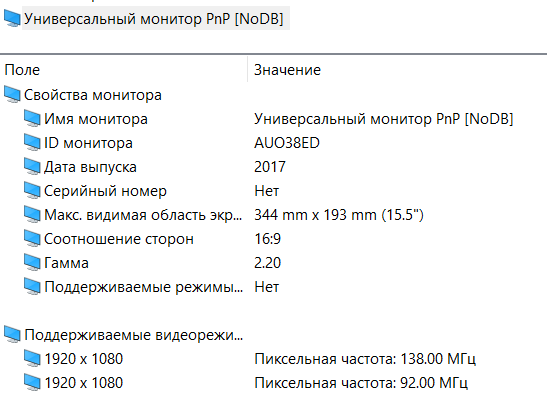 Универсальный монитор PnP [NoDB]
Поле Значение
Свойства монитора
Имя монитора Универсальный монитор PnP [NoDB]
ID монитора AUO38ED
Дата выпуска 2017
Серийный номер Нет
Макс. видимая область экр... 344 mm x 193 mm (15.5")
Соотношение сторон 16:9
Гамма 2.20
Поддерживаемые режимы... Нет
Поддерживаемые видеорежи...
1920 x 1080 Пиксельная частота: 138.00 МГц
1920 x 1080 Пиксельная частота: 92.00 МГц